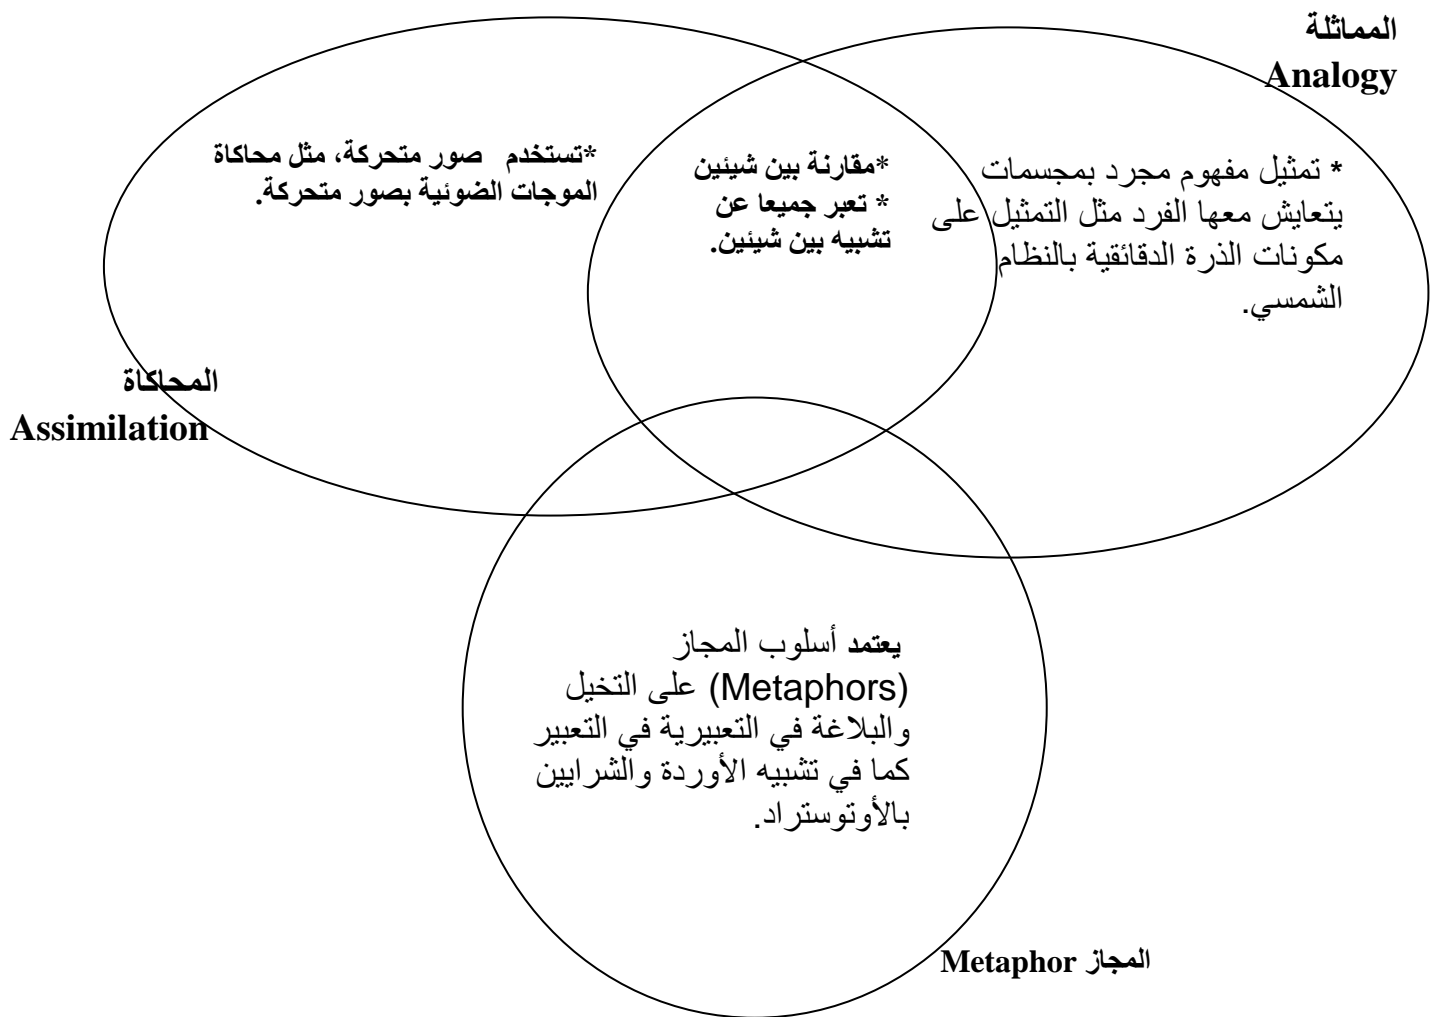 المماثلة
Analogy
*تستخدم صور متحركة، مثل محاكاة
الموجات الضوئية بصور متحركة.
*مقارنة بين شيئين
* تعبر جميعا عن
تشبيه بين شيئين.
* تمثيل مفهوم مجرد بمجسمات
يتعايش معها الفرد مثل التمثيل على
مكونات الذرة الدقائقية بالنظام
الشمسي.
المحاكاة
Assimilation
يعتمد أسلوب المجاز
(Metaphors) على التخيل
والبلاغة في التعبيرية في التعبير
كما في تشبيه الأوردة والشرايين
بالأوتوستراد.
المجاز Metaphor